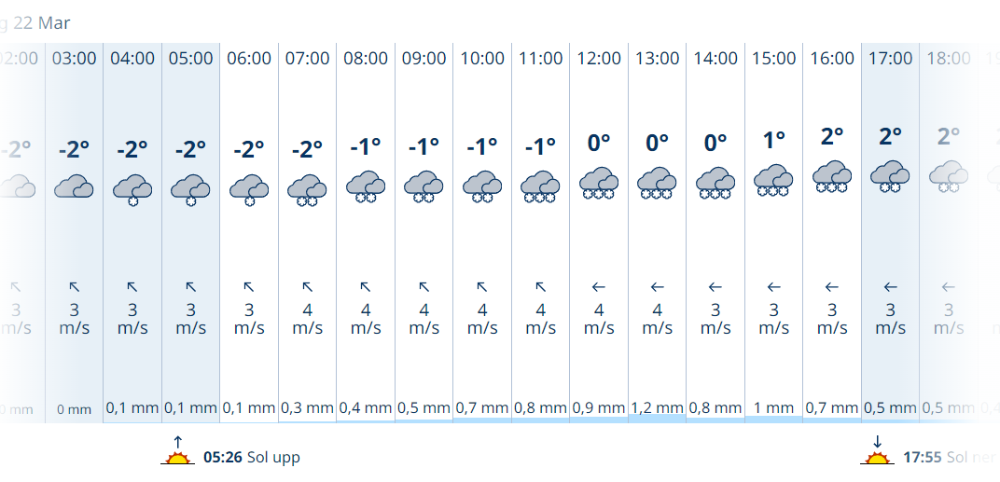 22 Mar
03:00 04:00 05:00 06:00 07:00 08:00 09:00 10:00 11:00 12:00 13:00 14:00 15:00 16:00 17:00 18:00
-2° -2° -2° -2° -2° -2° -1° -1° -1° -1° 0° 0° 0° 1° 2° 2° 2°
3 3 3 3 3 4 4 4 4 4 4 4 3 3 3 3 3
m/s m/s m/s m/s m/s m/s m/s m/s m/s m/s m/s m/s m/s m/s m/s m/s m/s
0 mm 0 mm 0,1 mm 0,1 mm 0,1 mm 0,3 mm 0,4 mm 0,5 mm 0,7 mm 0,8 mm 0,9 mm 1,2 mm 0,8 mm 1 mm 0,7 mm 0,5 mm 0,5 mm
05:26 Sol upp 17:55 Sol ner